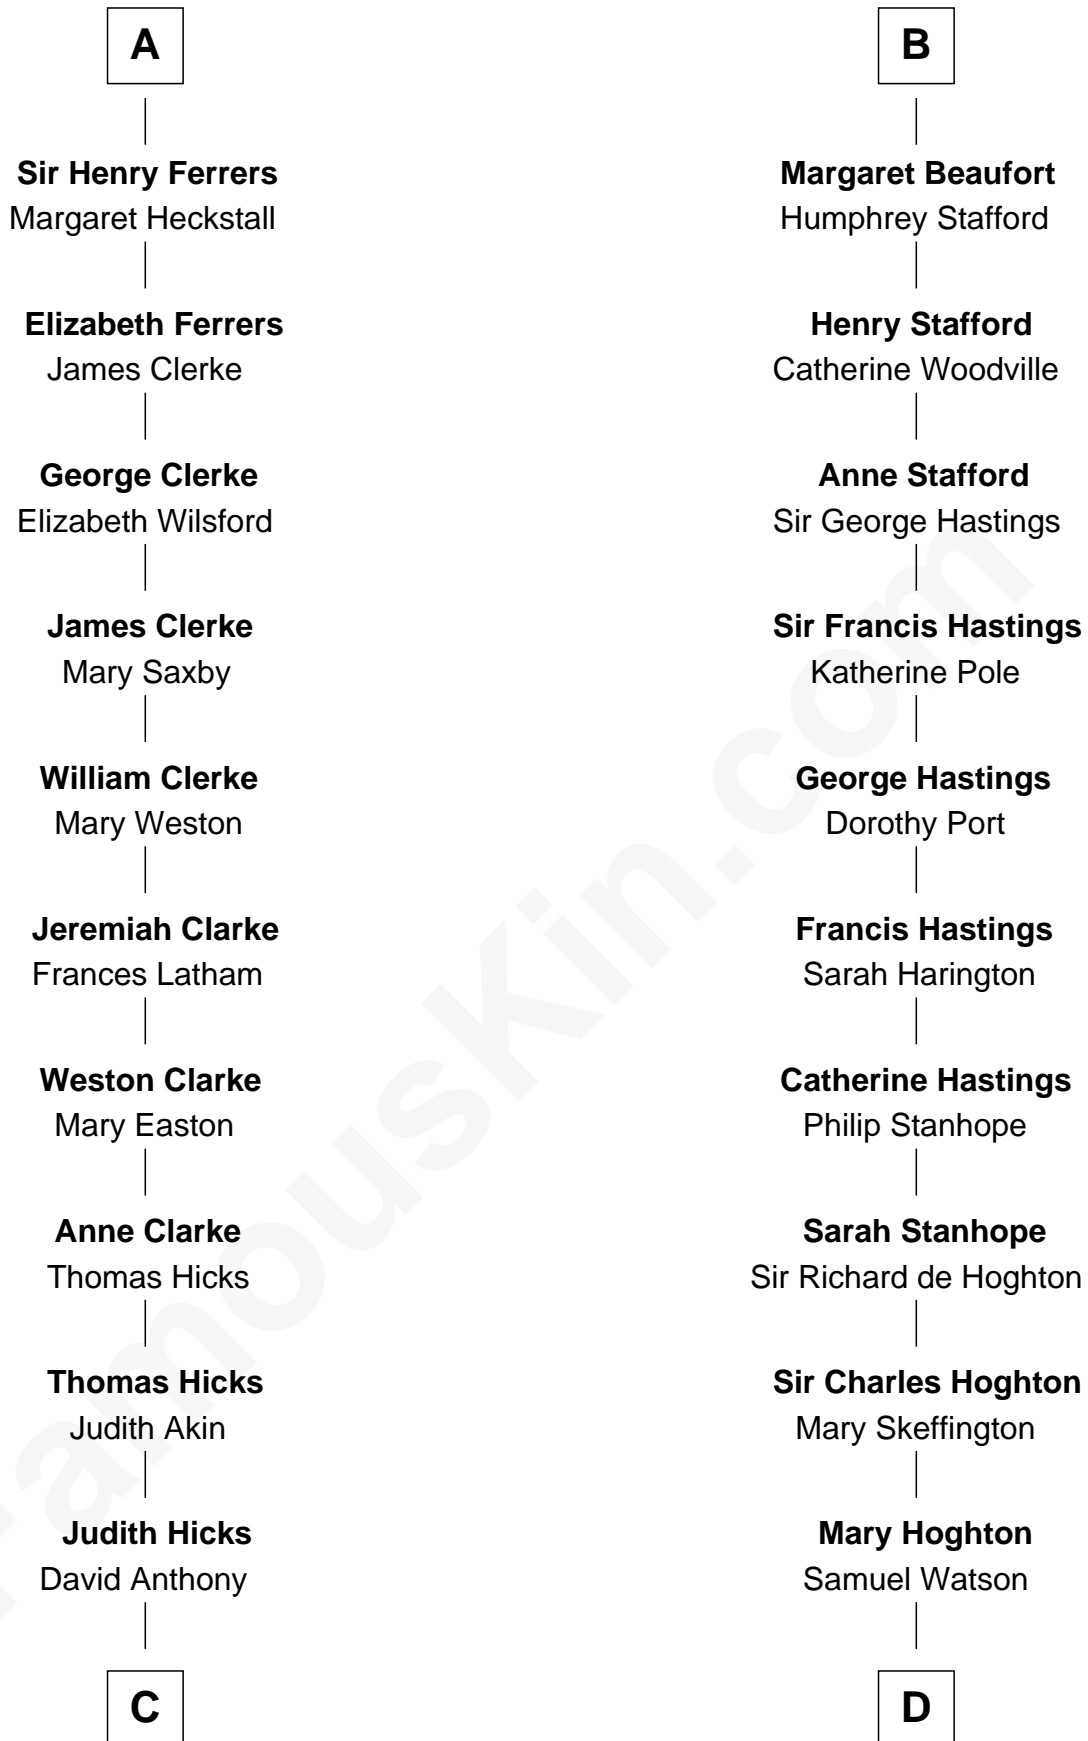 A
Sir Henry Ferrers
Margaret Heckstall
Elizabeth Ferrers
James Clerke
George Clerke
Elizabeth Wilsford
James Clerke
Mary Saxby
William Clerke
Mary Weston
Jeremiah Clarke
Frances Latham
Weston Clarke
Mary Easton
Anne Clarke
Thomas Hicks
Thomas Hicks
Judith Akin
Judith Hicks
David Anthony
C
B
Margaret Beaufort
Humphrey Stafford
Henry Stafford
Catherine Woodville
Anne Stafford
Sir George Hastings
Sir Francis Hastings
Katherine Pole
George Hastings
Dorothy Port
Francis Hastings
Sarah Harington
Catherine Hastings
Philip Stanhope
Sarah Stanhope
Sir Richard de Hoghton
Sir Charles Hoghton
Mary Skeffington
Mary Hoghton
Samuel Watson
D
FamousKin.com